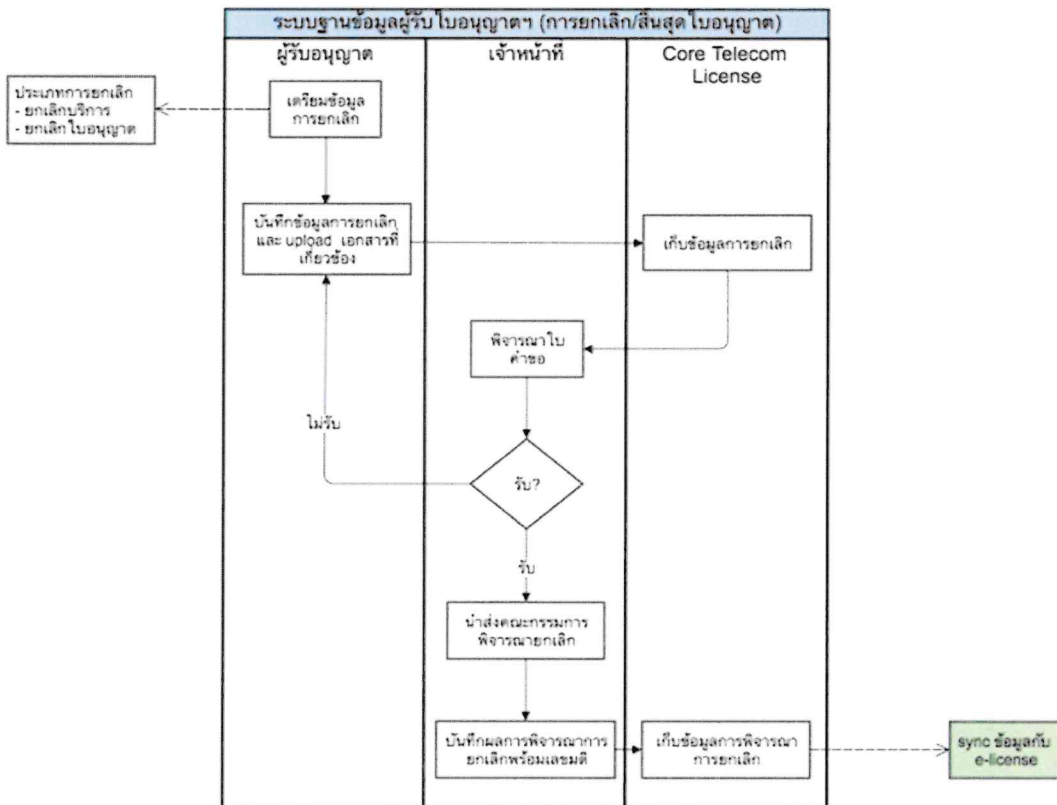 ระบบฐานข้อมูลผู้รับใบอนุญาตฯ (การยกเลิก/สิ้นสุดใบอนุญาต)
ผู้รับอนุญาต
เจ้าหน้าที่
Core Telecom
License
ประเภทการยกเลิก
- ยกเลิกบริการ
- ยกเลิกใบอนุญาต
เตรียมข้อมูล
การยกเลิก
บันทึกข้อมูลการยกเลิก
และ upload เอกสารที่
เกี่ยวข้อง
เก็บข้อมูลการยกเลิก
พิจารณาใบ
คำขอ
ไม่รับ
รับ?
รับ
นำส่งคณะกรรมการ
พิจารณายกเลิก
บันทึกผลการพิจารณาการ
ยกเลิกพร้อมเลขมติ
เก็บข้อมูลการพิจารณา
การยกเลิก
sync ข้อมูลกับ
e-license